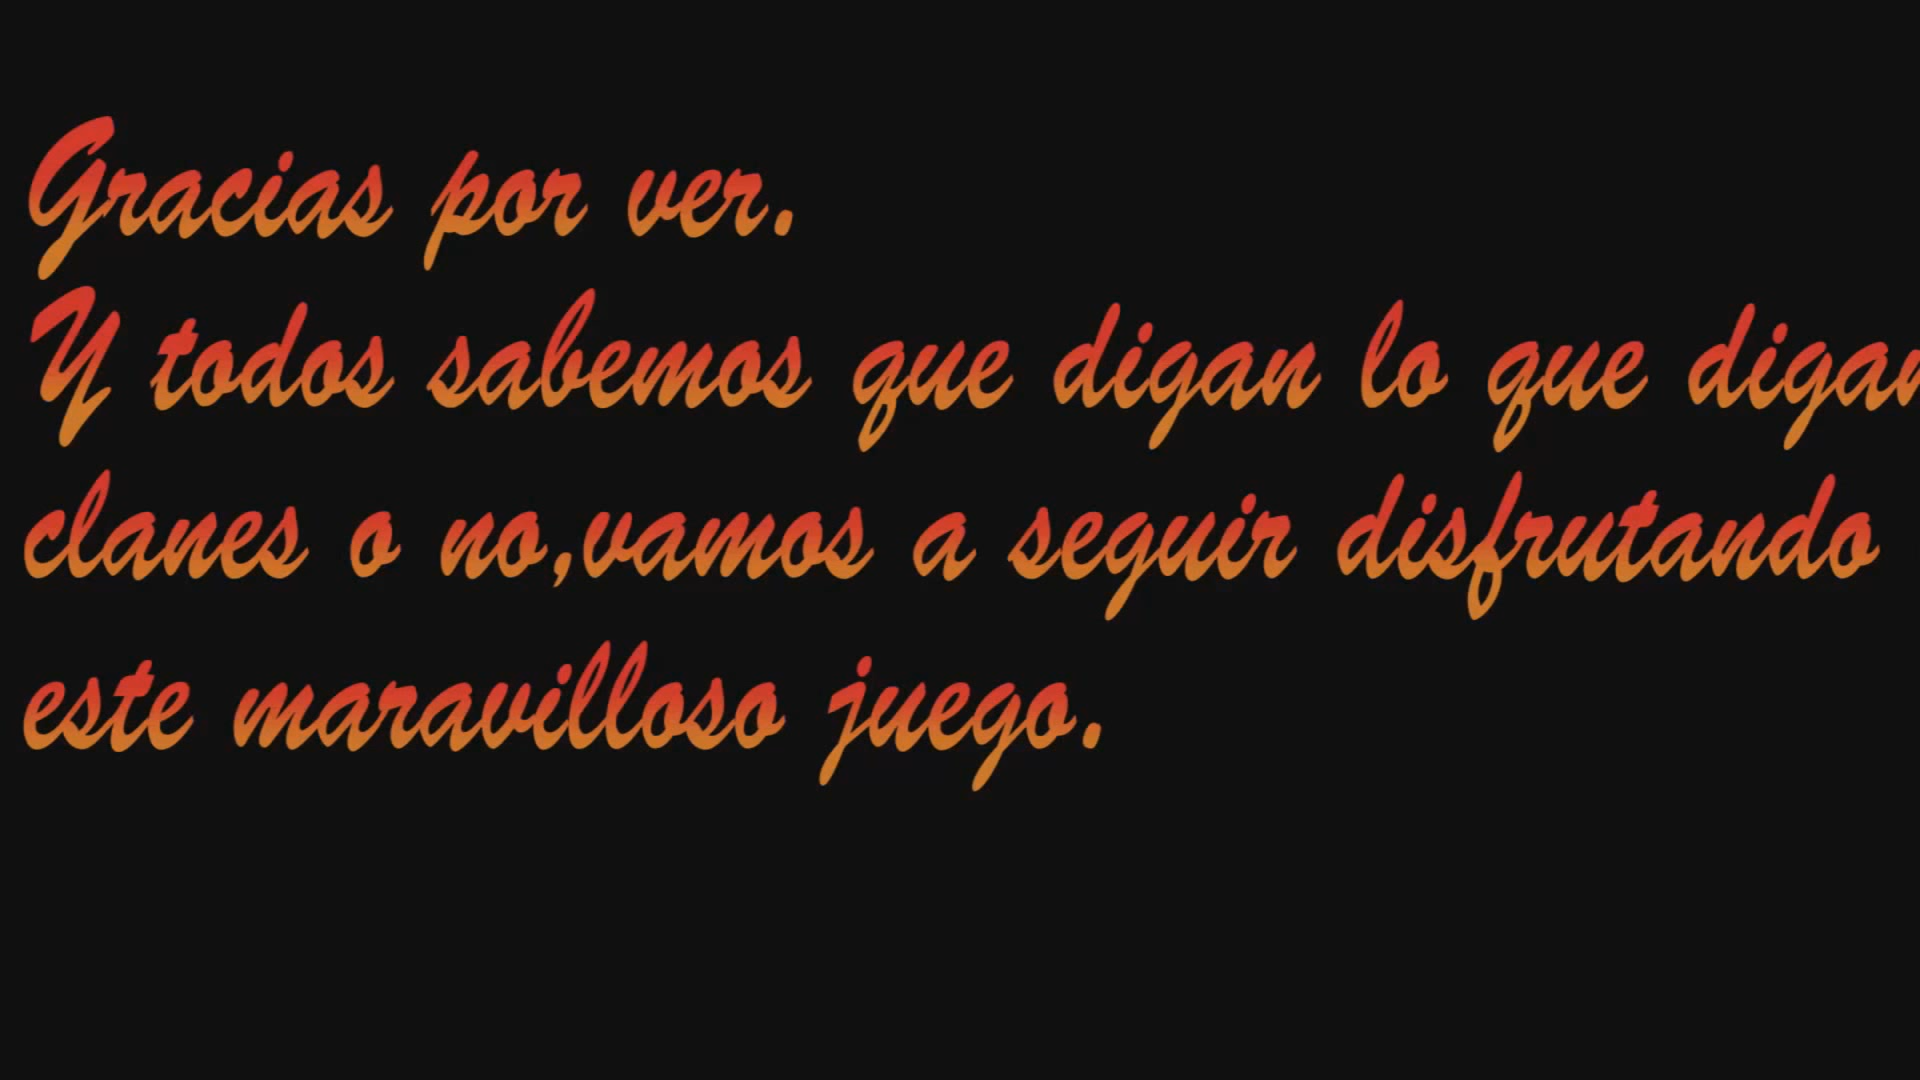 Gracias por ver.
Y todos sabemos que digan lo que digan
clanes o no,vamos a seguir disfrutando
este maravilloso juego.